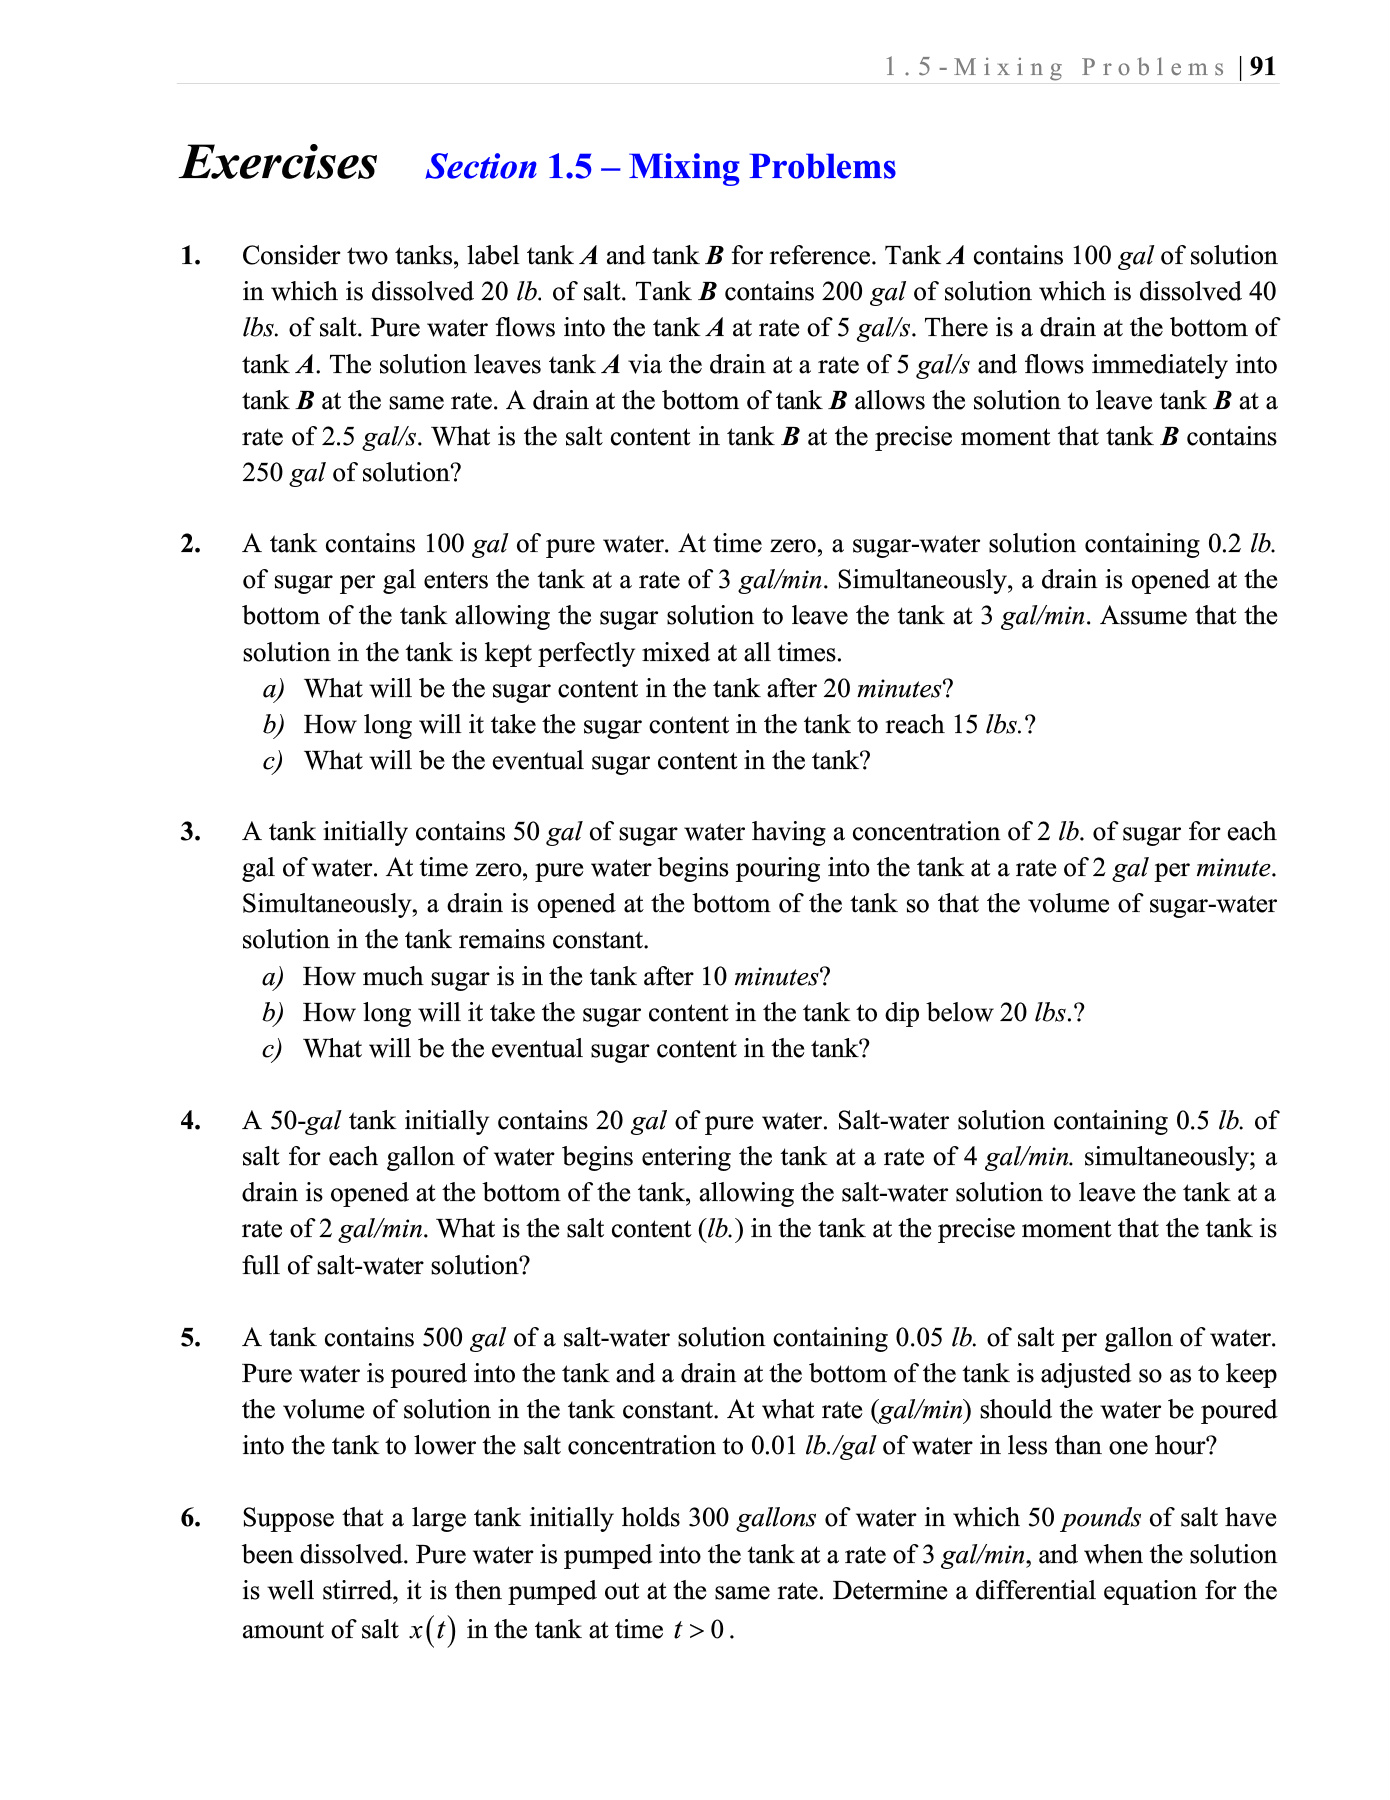 1.5-Mixing Problems | 91
Exercises Section 1.5 – Mixing Problems
1. Consider two tanks, label tank A and tank B for reference. Tank A contains 100 gal of solution
in which is dissolved 20 lb. of salt. Tank B contains 200 gal of solution which is dissolved 40
lbs. of salt. Pure water flows into the tank A at rate of 5 gal/s. There is a drain at the bottom of
tank A. The solution leaves tank A via the drain at a rate of 5 gal/s and flows immediately into
tank B at the same rate. A drain at the bottom of tank B allows the solution to leave tank B at a
rate of 2.5 gal/s. What is the salt content in tank B at the precise moment that tank B contains
250 gal of solution?
2. A tank contains 100 gal of pure water. At time zero, a sugar-water solution containing 0.2 lb.
of sugar per gal enters the tank at a rate of 3 gal/min. Simultaneously, a drain is opened at the
bottom of the tank allowing the sugar solution to leave the tank at 3 gal/min. Assume that the
solution in the tank is kept perfectly mixed at all times.
a) What will be the sugar content in the tank after 20 minutes?
b) How long will it take the sugar content in the tank to reach 15 lbs.?
c) What will be the eventual sugar content in the tank?
3. A tank initially contains 50 gal of sugar water having a concentration of 2 lb. of sugar for each
gal of water. At time zero, pure water begins pouring into the tank at a rate of 2 gal per minute.
Simultaneously, a drain is opened at the bottom of the tank so that the volume of sugar-water
solution in the tank remains constant.
a) How much sugar is in the tank after 10 minutes?
b) How long will it take the sugar content in the tank to dip below 20 lbs.?
c) What will be the eventual sugar content in the tank?
4. A 50-gal tank initially contains 20 gal of pure water. Salt-water solution containing 0.5 lb. of
salt for each gallon of water begins entering the tank at a rate of 4 gal/min. simultaneously; a
drain is opened at the bottom of the tank, allowing the salt-water solution to leave the tank at a
rate of 2 gal/min. What is the salt content (lb.) in the tank at the precise moment that the tank is
full of salt-water solution?
5. A tank contains 500 gal of a salt-water solution containing 0.05 lb. of salt per gallon of water.
Pure water is poured into the tank and a drain at the bottom of the tank is adjusted so as to keep
the volume of solution in the tank constant. At what rate (gal/min) should the water be poured
into the tank to lower the salt concentration to 0.01 lb./gal of water in less than one hour?
6. Suppose that a large tank initially holds 300 gallons of water in which 50 pounds of salt have
been dissolved. Pure water is pumped into the tank at a rate of 3 gal/min, and when the solution
is well stirred, it is then pumped out at the same rate. Determine a differential equation for the
amount of salt x(t) in the tank at time t > 0.